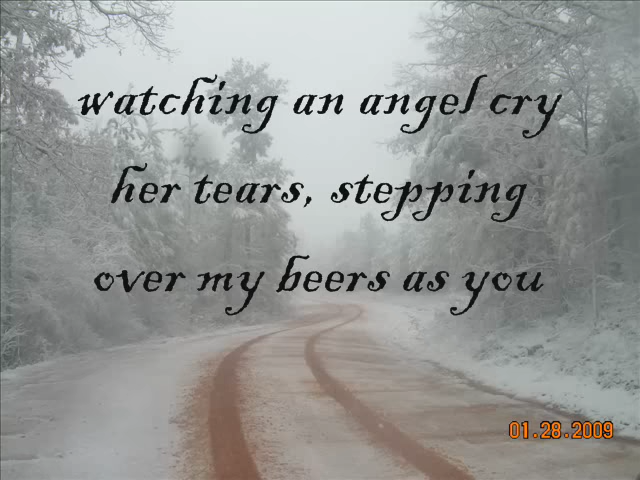 watching an angel cry
her tears, stepping
over my beers as you
01.28.2009